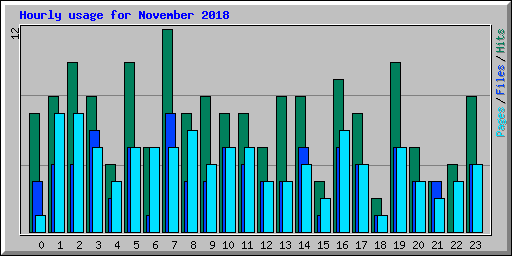 Hourly usage for November 2018
12
Pages/Files/Hits
0 1 2 3 4 5 6 7 8 9 10 11 12 13 14 15 16 17 18 19 20 21 22 23